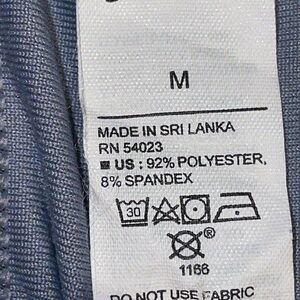 M
MADE IN SRI LANKA
RN 54023
■ US : 92% POLYESTER,
8% SPANDEX
30
®
1166
DO NOT USE FABRIC